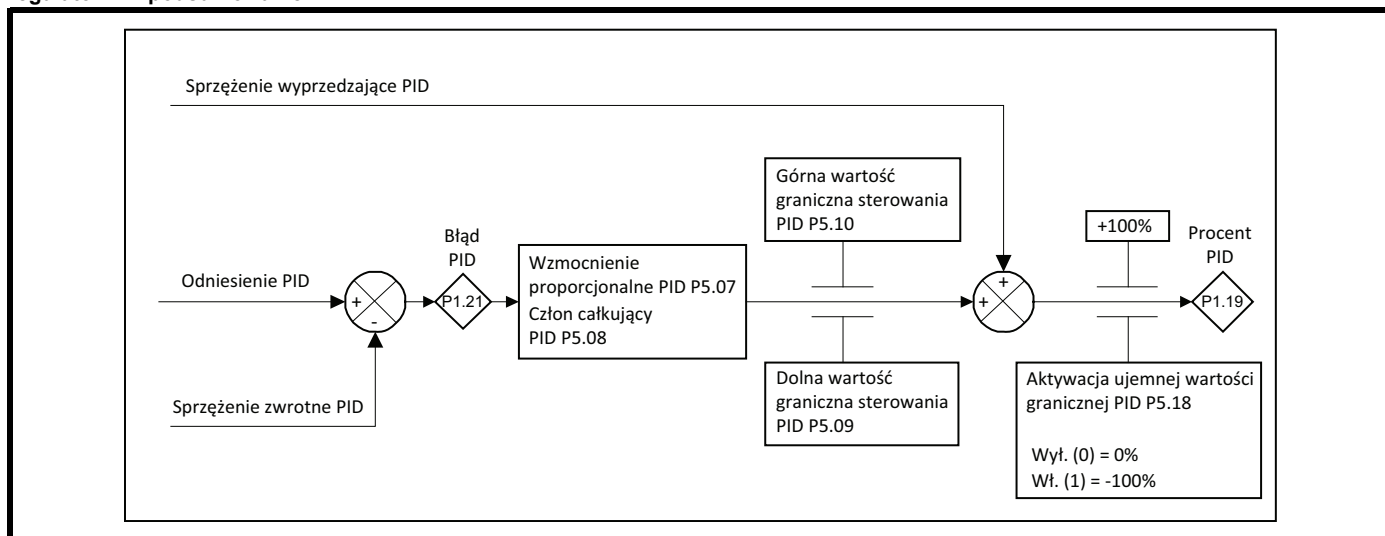 Sprzężenie wyprzedzające PID
Górna wartość
graniczna sterowania
PID P5.10
+100%
Procent
PID
Błąd
PID
Odniesienie PID
+
-
P1.21
Wzmocnienie
proporcjonalne PID P5.07
Człon całkujący
PID P5.08
+
+
P1.19
Sprzężenie zwrotne PID
Dolna wartość
graniczna sterowania
PID P5.09
Aktywacja ujemnej wartości
granicznej PID P5.18
Wył. (0) = 0%
Wł. (1) = -100%